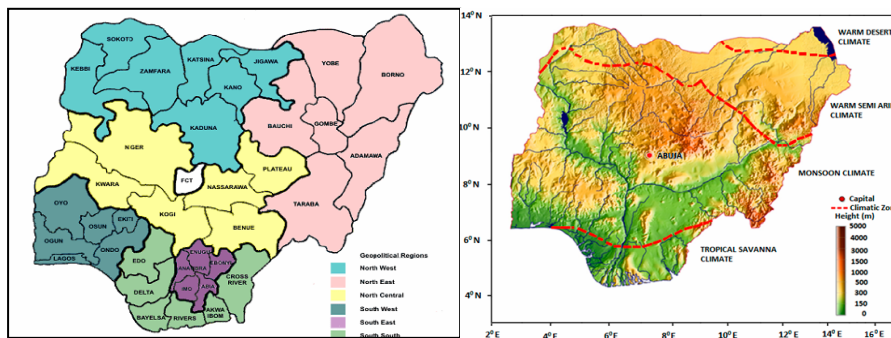 SOKOTO
KEBBI
ZAMFARA
KATSINA
JIGAWA
KANO
KADUNA
YOBE
BORNO
BAUCHI
GOMBE
ADAMAWA
TARABA
NIGER
FCT
PLATEAU
NASSARAWA
KWARA
KOGI
BENUE
OYO
OSUN
EKITI
OGUN
ONDO
LAGOS
EDO
DELTA
ENUGU
ANAMBRA
EBONYI
IMO
ABIA
CROSS
RIVER
BAYELSA
RIVERS
AKWA
IBOM
Geopolitical Regions
North West
North East
North Central
South West
South East
South South
14° N
12° N
10° N
8° N
6° N
4° N
2° E
6° E
8° E
10° E
12° E
14° E
16° E
WARM DESERT
CLIMATE
WARM SEMI ARI
CLIMATE
MONSOON CLIMATE
TROPICAL SAVANNA
CLIMATE
ABUJA
Capital
Climatic Zon
Height (m)
5000
4000
3000
1000
500
300
150
0